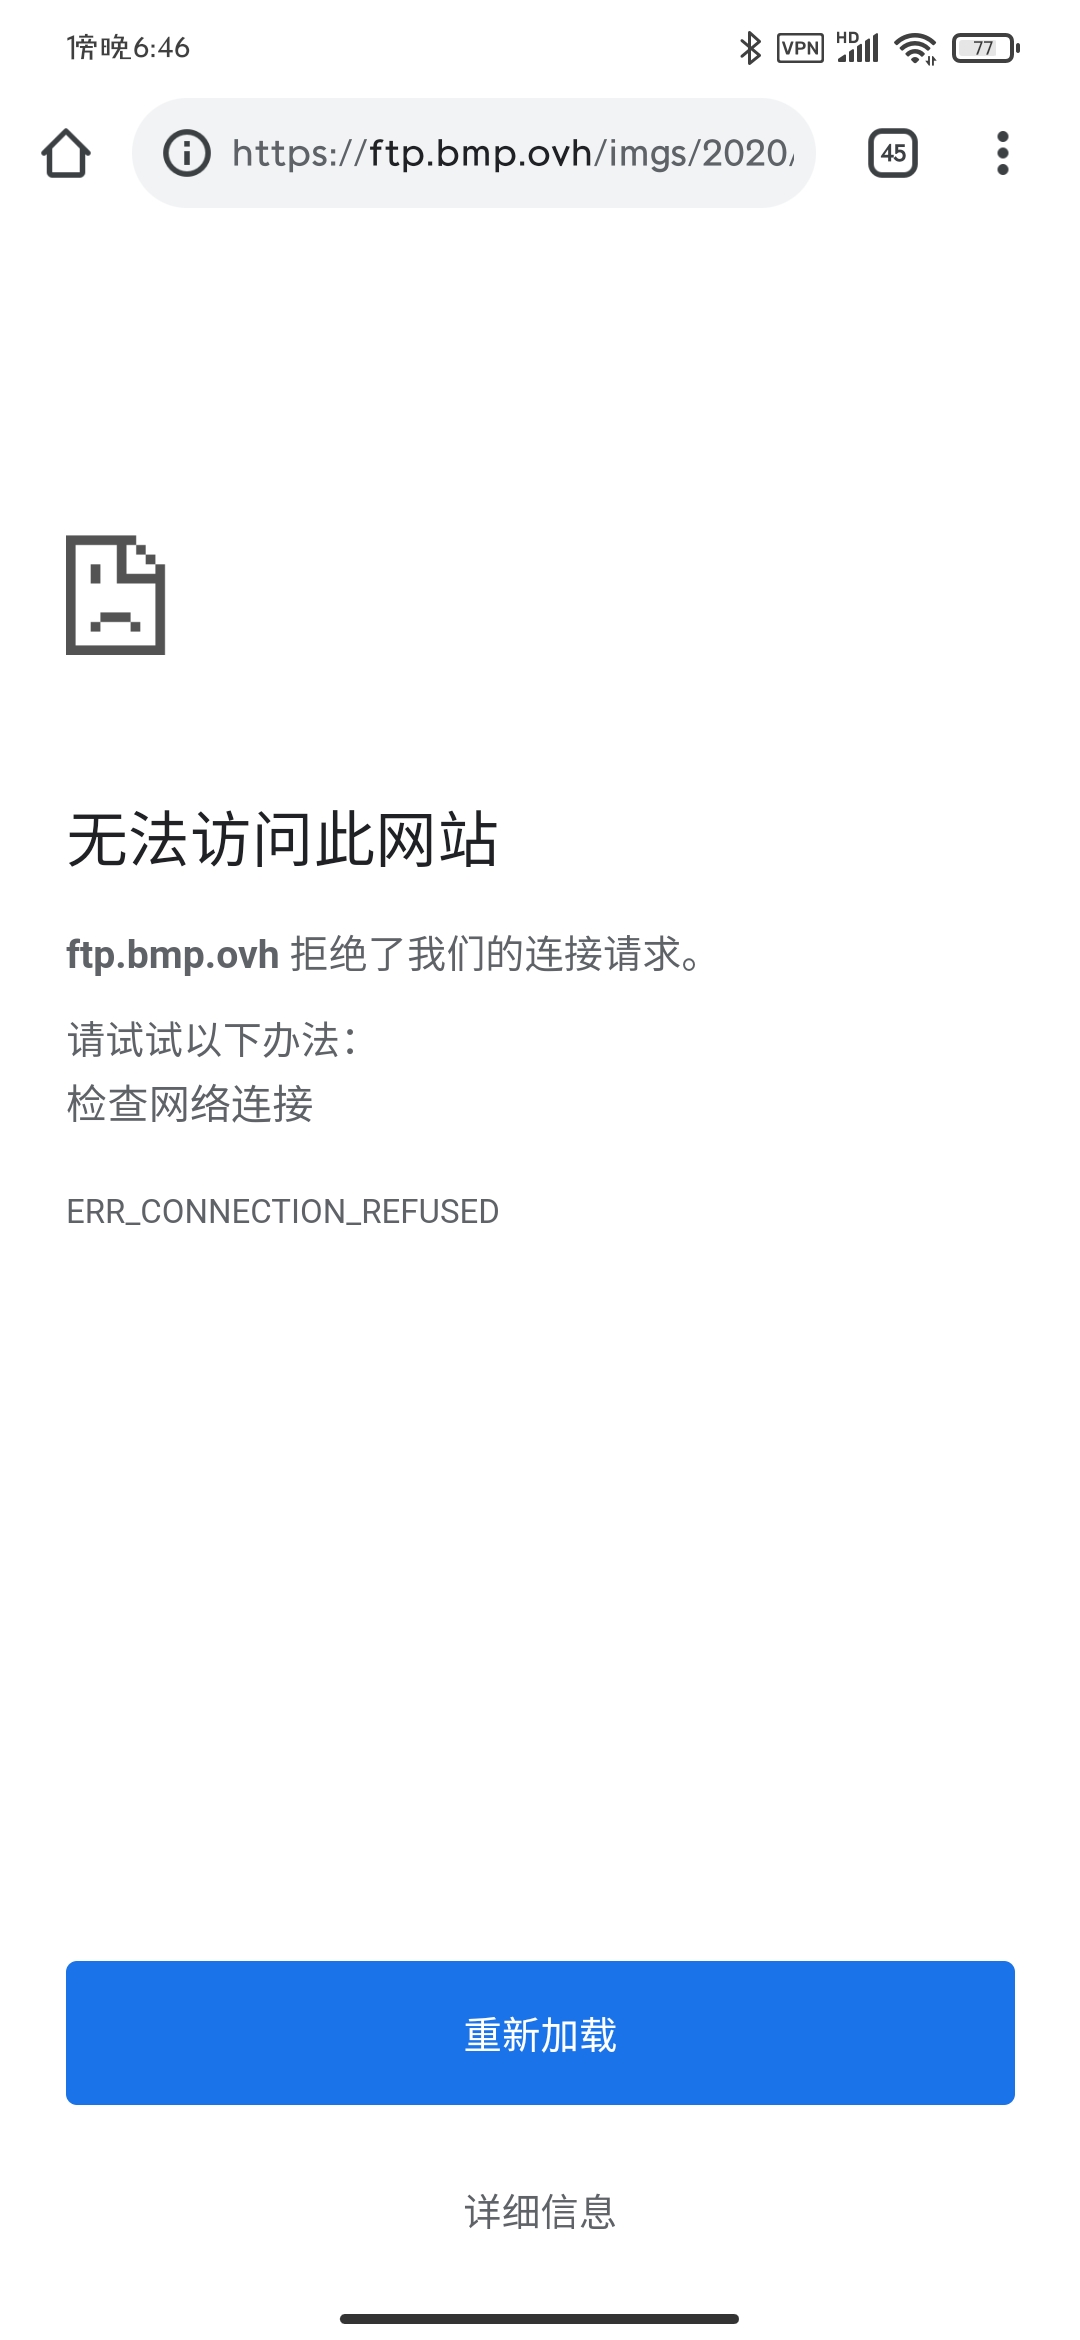 傍晚6:46
VPN
HD
77
https://ftp.bmp.ovh/imgs/2020/
45
无法访问此网站
ftp.bmp.ovh 拒绝了我们的连接请求。
请试试以下办法：
检查网络连接
ERR_CONNECTION_REFUSED
重新加载
详细信息